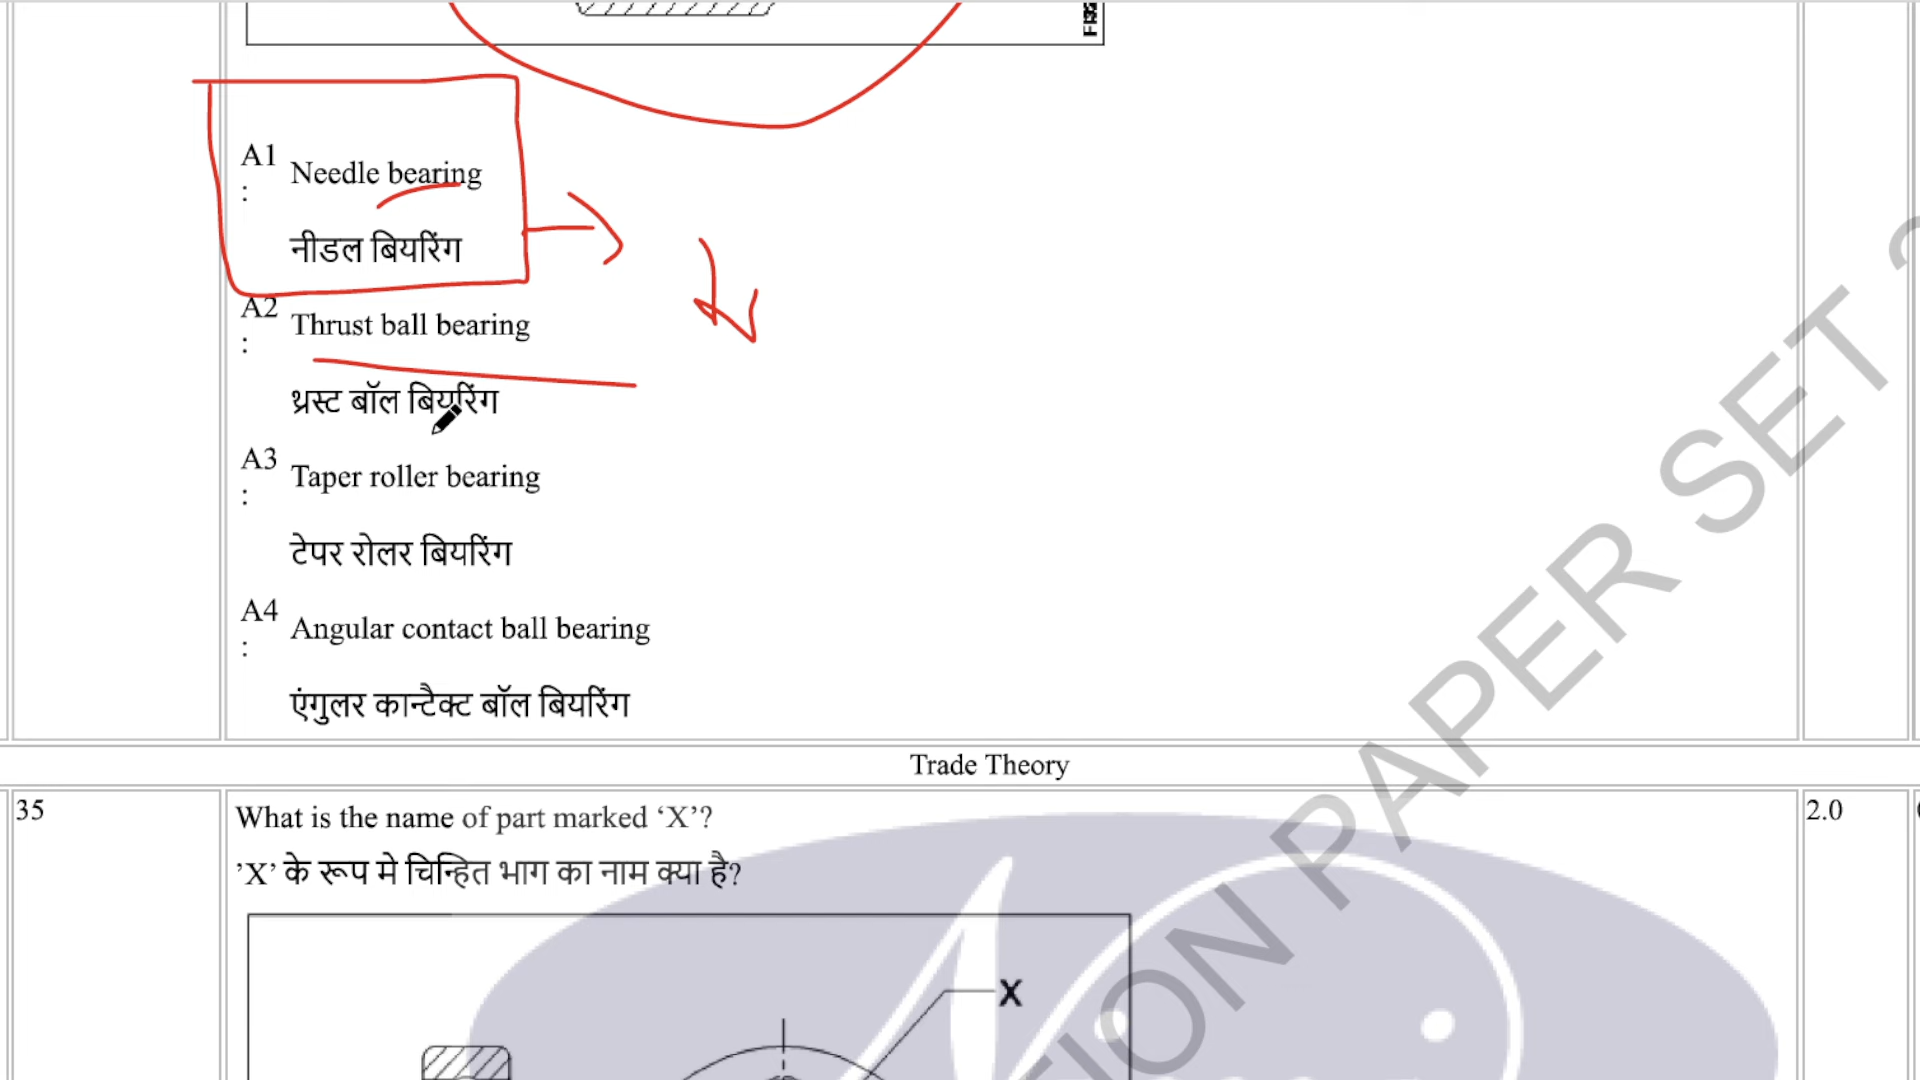 A1
:
Needle bearing
नीडल बियरिंग
A2
:
Thrust ball bearing
थ्रस्ट बॉल बियरिंग
A3
:
Taper roller bearing
टेपर रोलर बियरिंग
A4
:
Angular contact ball bearing
एंगुलर कान्टैक्ट बॉल बियरिंग
Trade Theory
35
What is the name of part marked ‘X’?
2.0
’X’ के रूप मे चिन्हित भाग का नाम क्या है?
X
TION PAPER SET